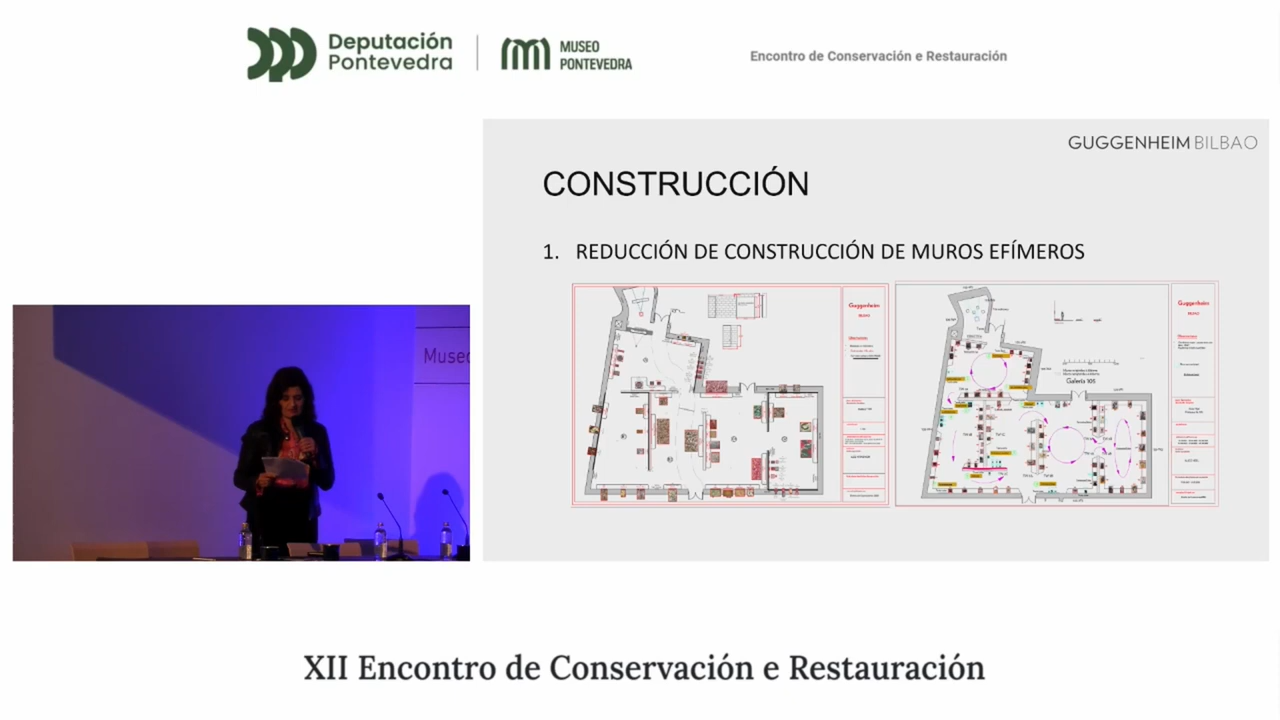 Deputación
Pontevedra
MUSEO
PONTEVEDRA
Encontro de Conservación e Restauración
GUGGENHEIM BILBAO
CONSTRUCCIÓN
1. REDUCCIÓN DE CONSTRUCCIÓN DE MUROS EFÍMEROS
Guggenheim
Guggenheim
Galería 105
Museo
XII Encontro de Conservación e Restauración